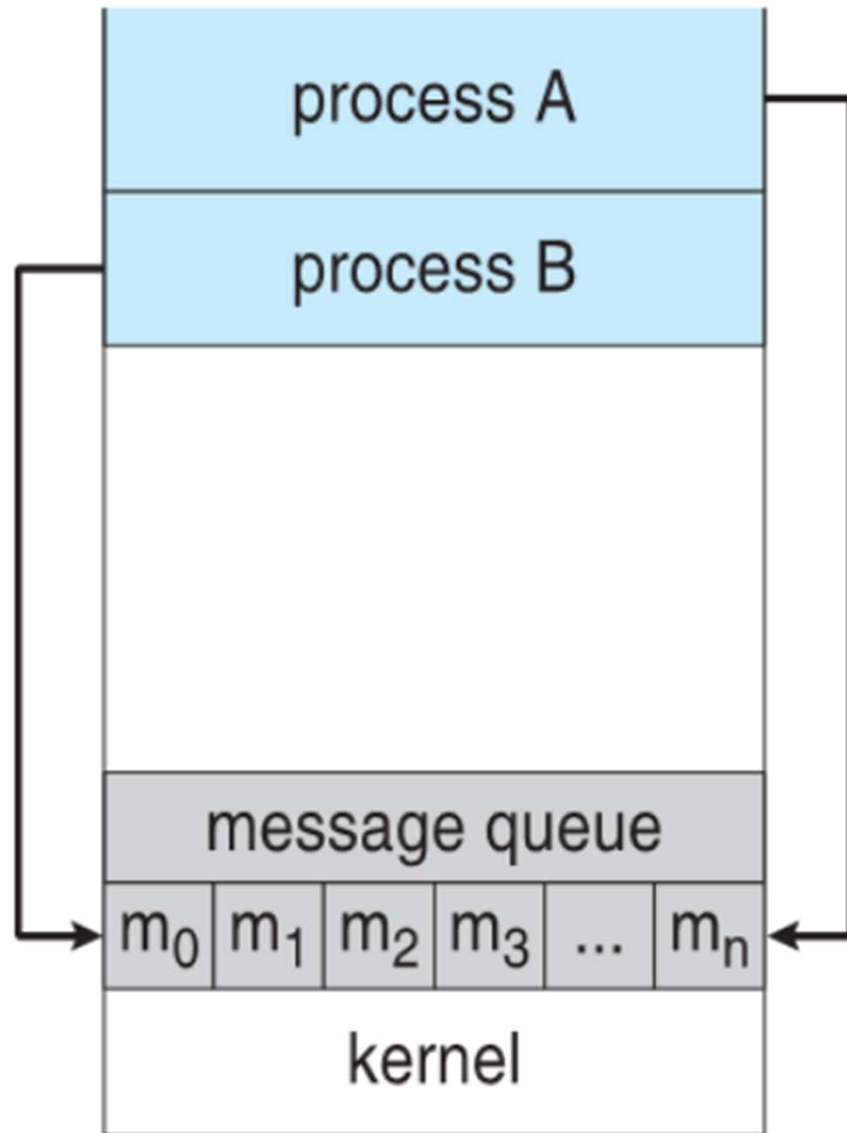 process A
process B
message queue
m₀ m₁ m₂ m₃ ... mₙ
kernel